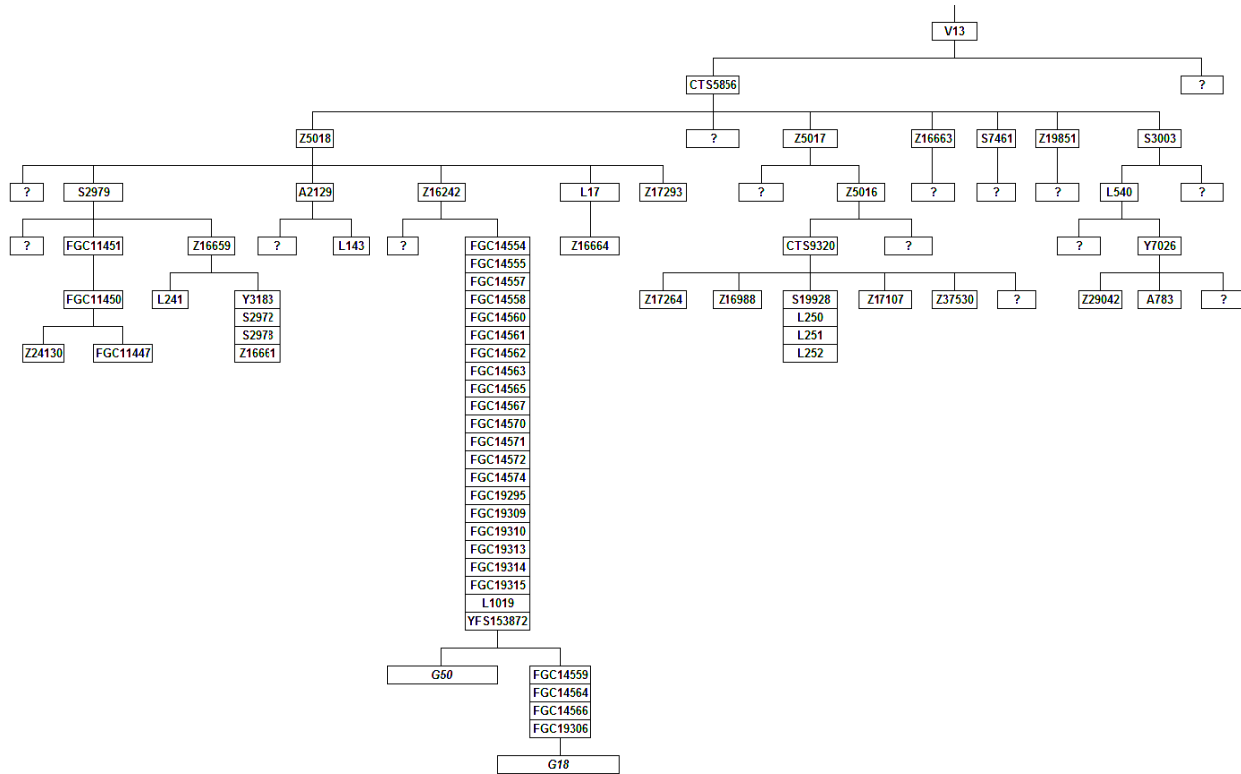 V13
CTS5856 ?
Z5018 ? Z5017 Z16663 S7461 Z19851 S3003
? S2979 A2129 Z16242 L17 Z17293 ? Z5016 ? ? ? L540 ?
? FGC11451 Z16659 ? L143 ? FGC14554 Z16664 CTS9320 ? ? Y7026
FGC14555
FGC14557
FGC11450 L241 Y3183 FGC14558 Z17264 Z16988 S19928 Z17107 Z37530 ? Z29042 A783 ?
S2972 FGC14560 L250
S2978 FGC14561 L251
Z24130 FGC11447 Z16661 FGC14562 L252
FGC14563
FGC14565
FGC14567
FGC14570
FGC14571
FGC14572
FGC14574
FGC19295
FGC19309
FGC19310
FGC19313
FGC19314
FGC19315
L1019
YFS153872
G50 FGC14559
FGC14564
FGC14566
FGC19306
G18